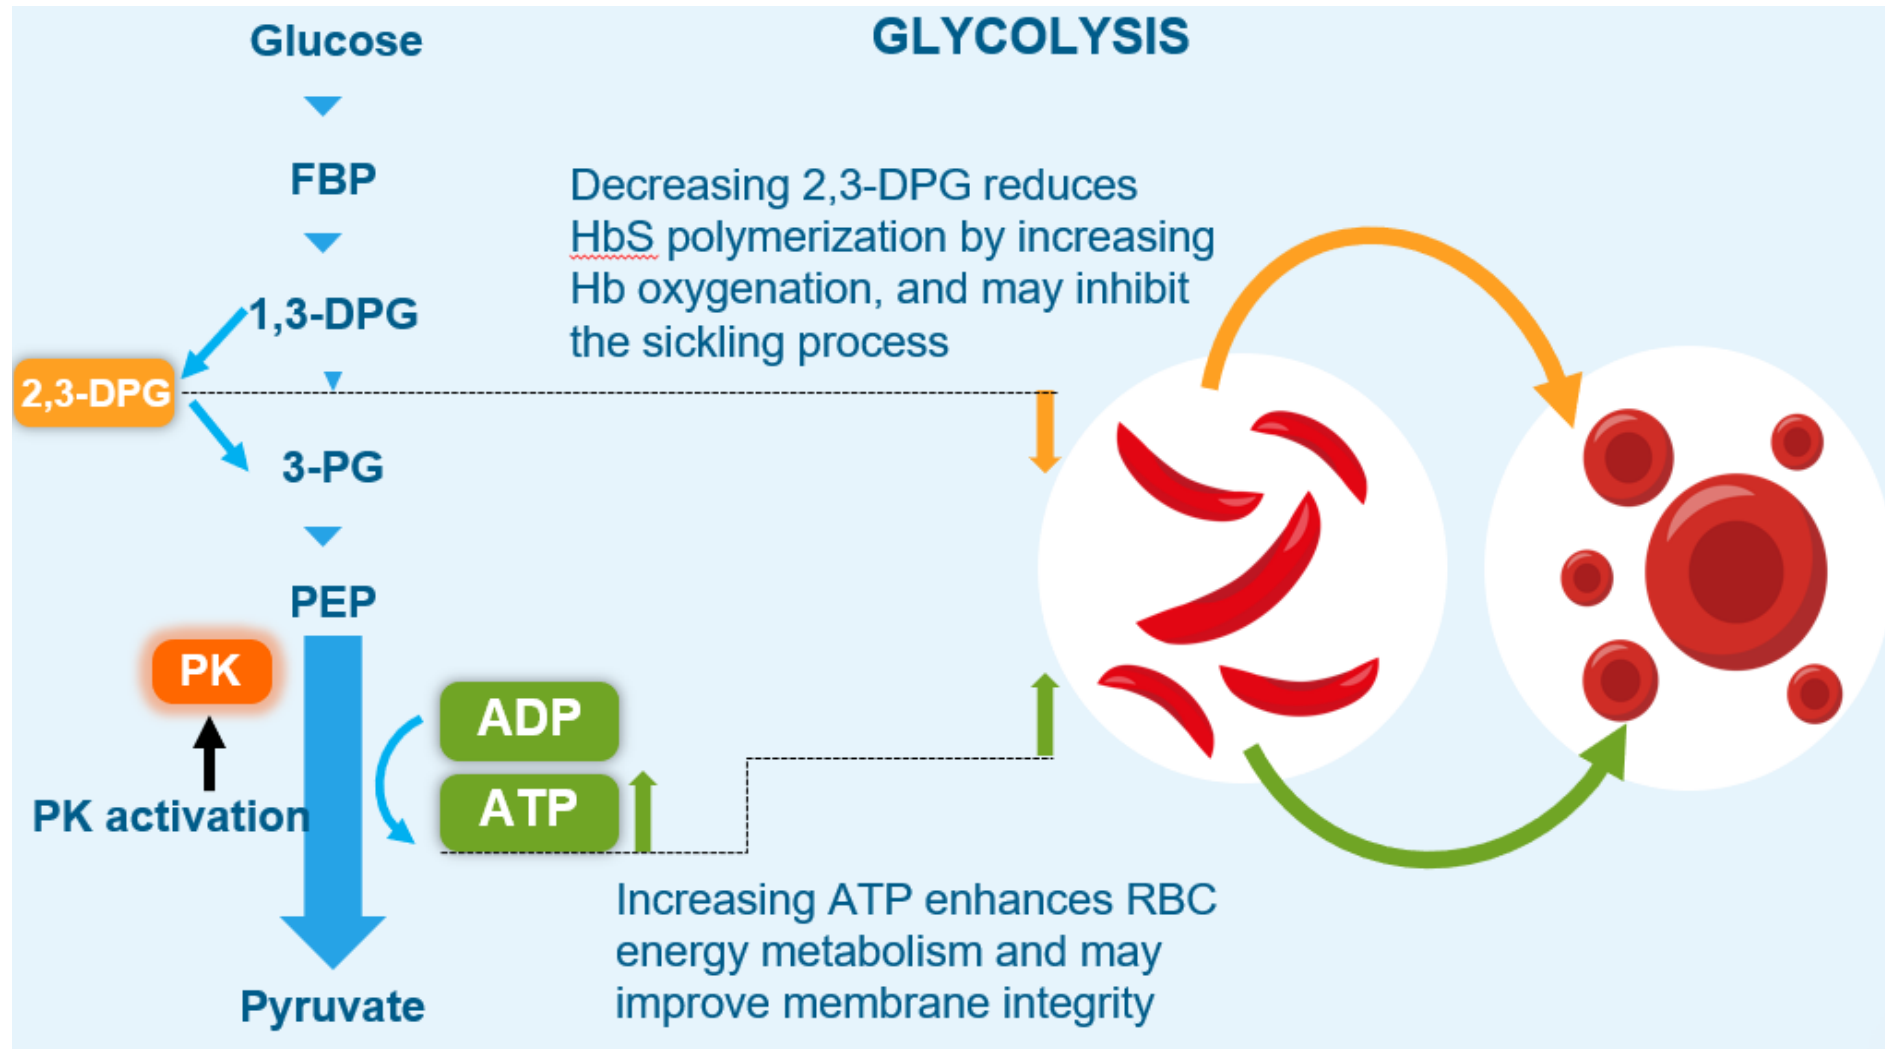 Glucose
GLYCOLYSIS
FBP
Decreasing 2,3-DPG reduces
HbS polymerization by increasing
Hb oxygenation, and may inhibit
the sickling process
1,3-DPG
2,3-DPG
3-PG
PEP
PK
ADP
ATP
PK activation
Increasing ATP enhances RBC
energy metabolism and may
improve membrane integrity
Pyruvate